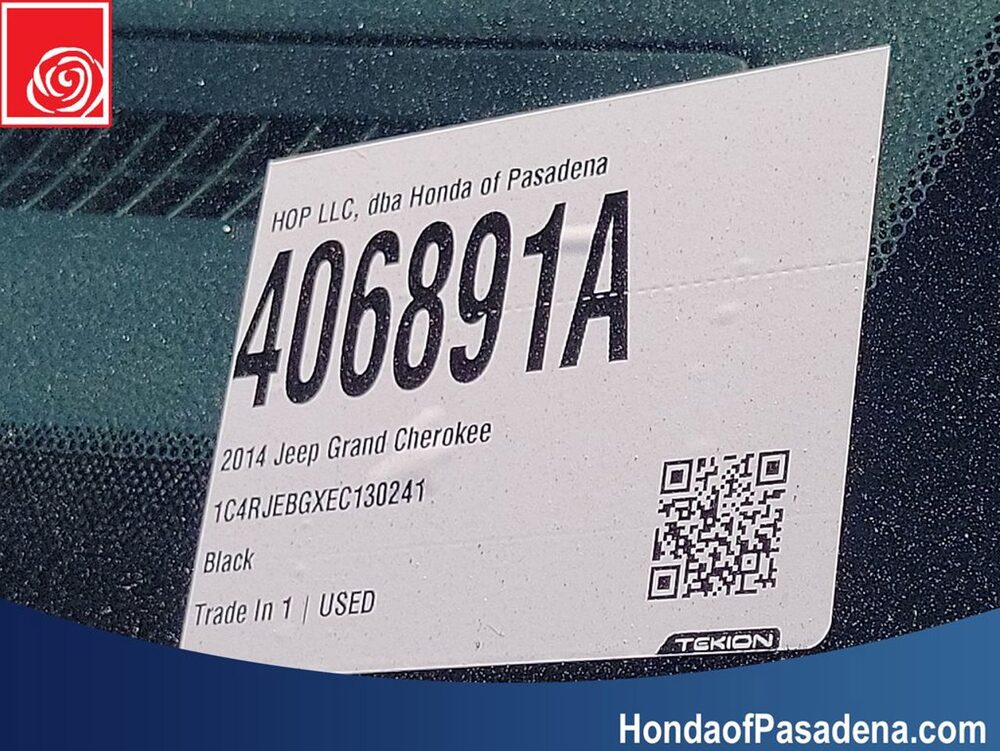 HOP LLC, dba Honda of Pasadena
406891A
2014 Jeep Grand Cherokee
1C4RJEBGXEC130241
Black
Trade In 1 | USED
TEKION
HondaofPasadena.com